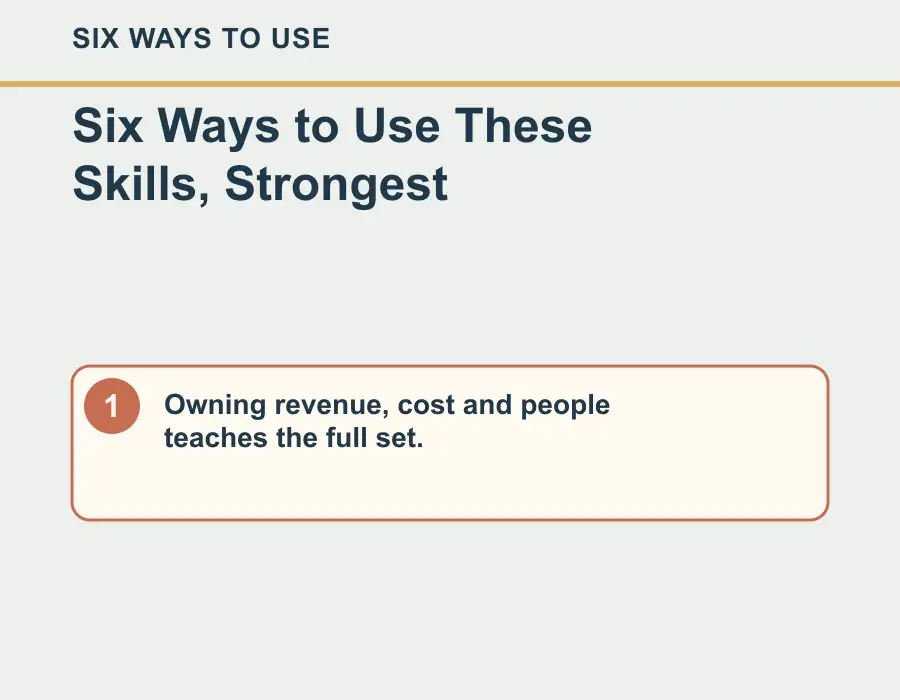 SIX WAYS TO USE
Six Ways to Use These
Skills, Strongest
1
Owning revenue, cost and people
teaches the full set.